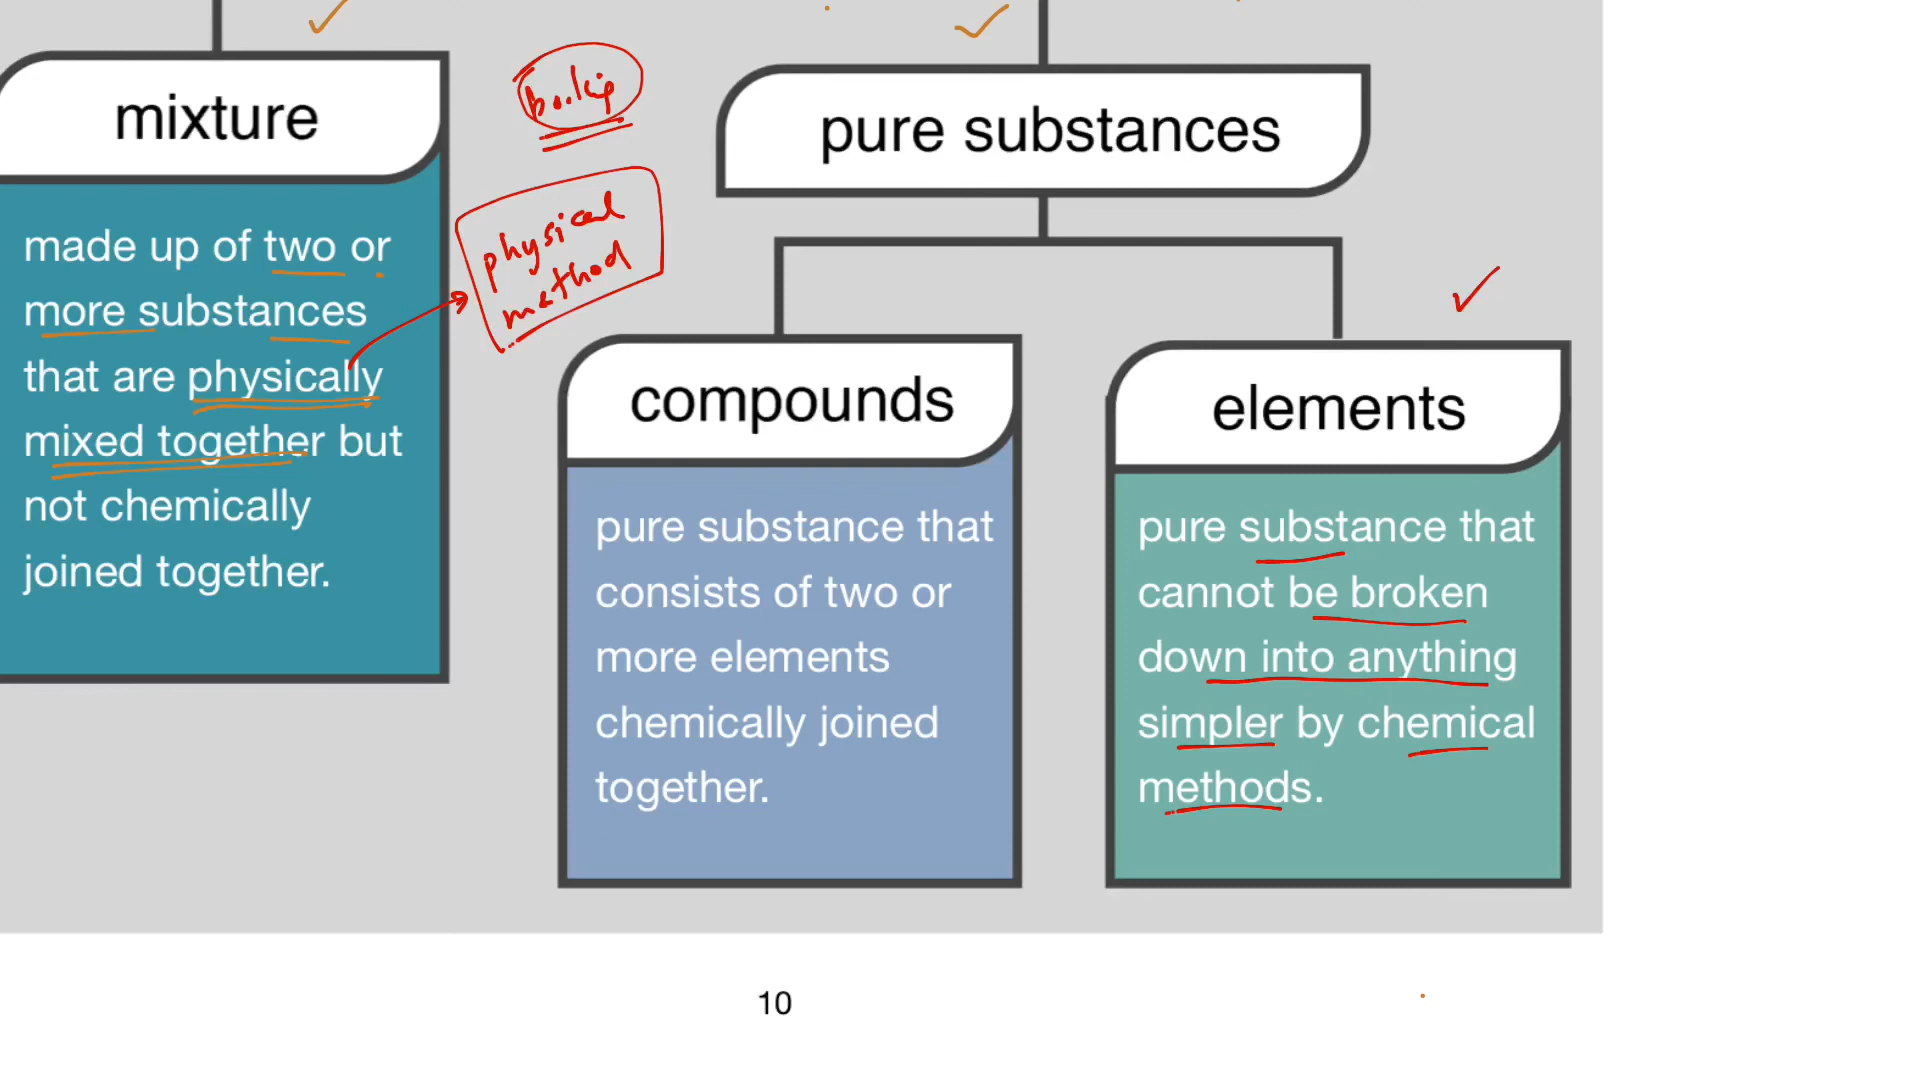 mixture
made up of two or
more substances
that are physically
mixed together but
not chemically
joined together.
physical
method
pure substances
compounds
pure substance that
consists of two or
more elements
chemically joined
together.
elements
pure substance that
cannot be broken
down into anything
simpler by chemical
methods.
10